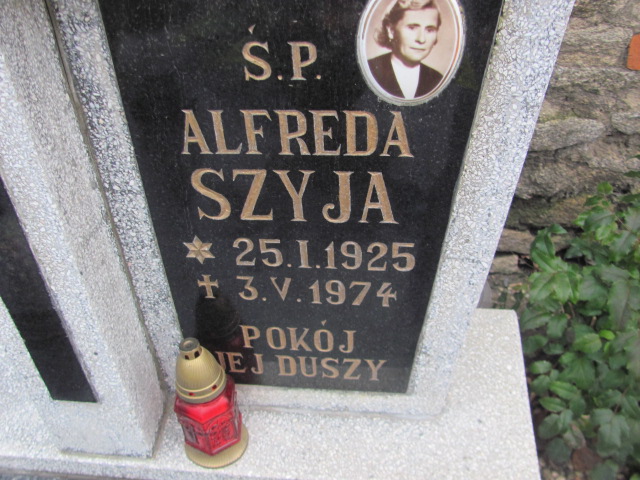 Ś.P.
ALFREDA
SZYJA
25.I.1925
3.V.1974
POKÓJ
JEJ DUSZY